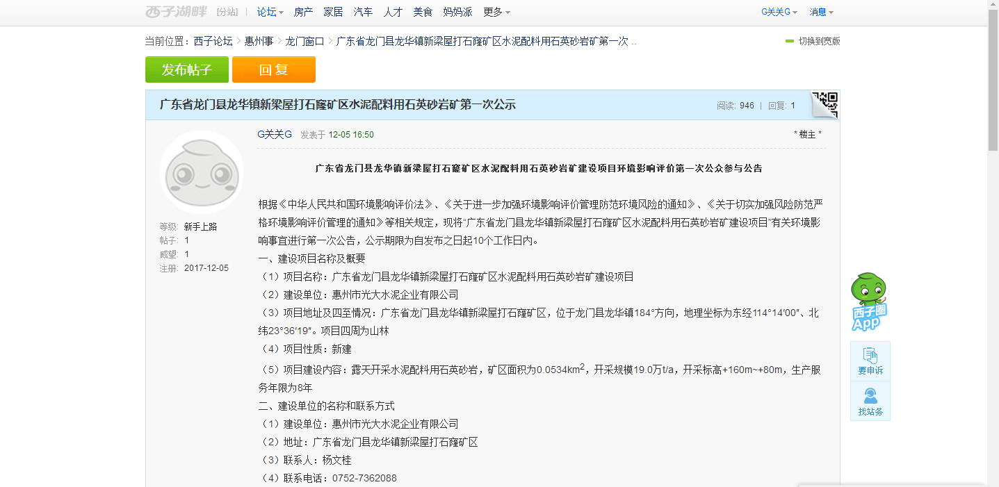 西子湖畔 [分站] | 论坛 房产 家居 汽车 人才 美食 妈妈派 更多 G关关G 消息
当前位置：西子论坛 > 惠州事 > 龙门窗口 > 广东省龙门县龙华镇新梁屋打石窿矿区水泥配料用石英砂岩矿第一次 ..
切换到宽版
发布帖子 回 复
广东省龙门县龙华镇新梁屋打石窿矿区水泥配料用石英砂岩矿第一次公示
阅读: 946 | 回复: 1
G关关G 发表于 12-05 16:50
* 楼主 *
等级: 新手上路
帖子: 1
威望: 1
注册: 2017-12-05
广东省龙门县龙华镇新梁屋打石窿矿区水泥配料用石英砂岩矿建设项目环境影响评价第一次公众参与公告
根据《中华人民共和国环境影响评价法》、《关于进一步加强环境影响评价管理防范环境风险的通知》、《关于切实加强风险防范严
格环境影响评价管理的通知》等相关规定，现将“广东省龙门县龙华镇新梁屋打石窿矿区水泥配料用石英砂岩矿建设项目”有关环境影
响事宜进行第一次公告，公示期限为自发布之日起10个工作日内。
一、建设项目名称及概要
（1）项目名称：广东省龙门县龙华镇新梁屋打石窿矿区水泥配料用石英砂岩矿建设项目
（2）建设单位：惠州市光大水泥企业有限公司
（3）项目地址及四至情况：广东省龙门县龙华镇新梁屋打石窿矿区，位于龙门县龙华镇184°方向，地理坐标为东经114°14′00″、北
纬23°36′19″。项目四周为山林
（4）项目性质：新建
（5）项目建设内容：露天开采水泥配料用石英砂岩，矿区面积为0.0534km²，开采规模19.0万t/a，开采标高+160m~+80m，生产服
务年限为8年
二、建设单位的名称和联系方式
（1）建设单位：惠州市光大水泥企业有限公司
（2）地址：广东省龙门县龙华镇新梁屋打石窿矿区
（3）联系人：杨文桂
（4）联系电话：0752-7362088
西子圈
App
要申诉
找站务